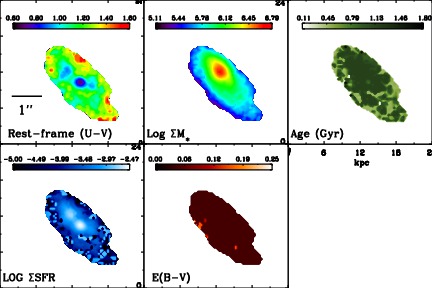 24
0.80 1.00 1.20 1.40 1.60
5.11 5.44 5.78 6.12 6.45 6.79
0.11 0.45 0.79 1.13 1.46 1.80
1"
Rest-frame (U-V)
Log ΣM*
Age (Gyr)
6 12 18 24
kpc
-5.00 -4.49 -3.99 -3.48 -2.97 -2.47
0.00 0.06 0.12 0.19 0.25
LOG ΣSFR
E(B-V)
0